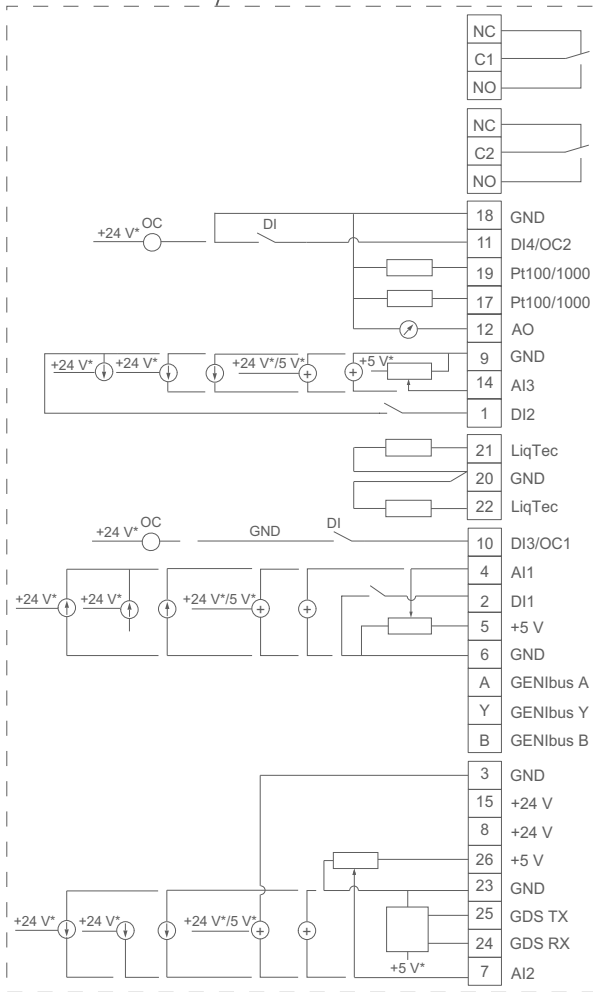 NC
C1
NO
NC
C2
NO
18 GND
+24 V* OC DI 11 DI4/OC2
19 Pt100/1000
17 Pt100/1000
12 AO
9 GND
+24 V* +24 V* +24 V*/5 V* +5 V*
14 AI3
1 DI2
21 LiqTec
20 GND
22 LiqTec
+24 V* OC GND DI 10 DI3/OC1
4 AI1
+24 V* +24 V* +24 V*/5 V* 2 DI1
5 +5 V
6 GND
A GENIbus A
Y GENIbus Y
B GENIbus B
3 GND
15 +24 V
8 +24 V
26 +5 V
23 GND
+24 V* +24 V* +24 V*/5 V* 25 GDS TX
24 GDS RX
+5 V* 7 AI2